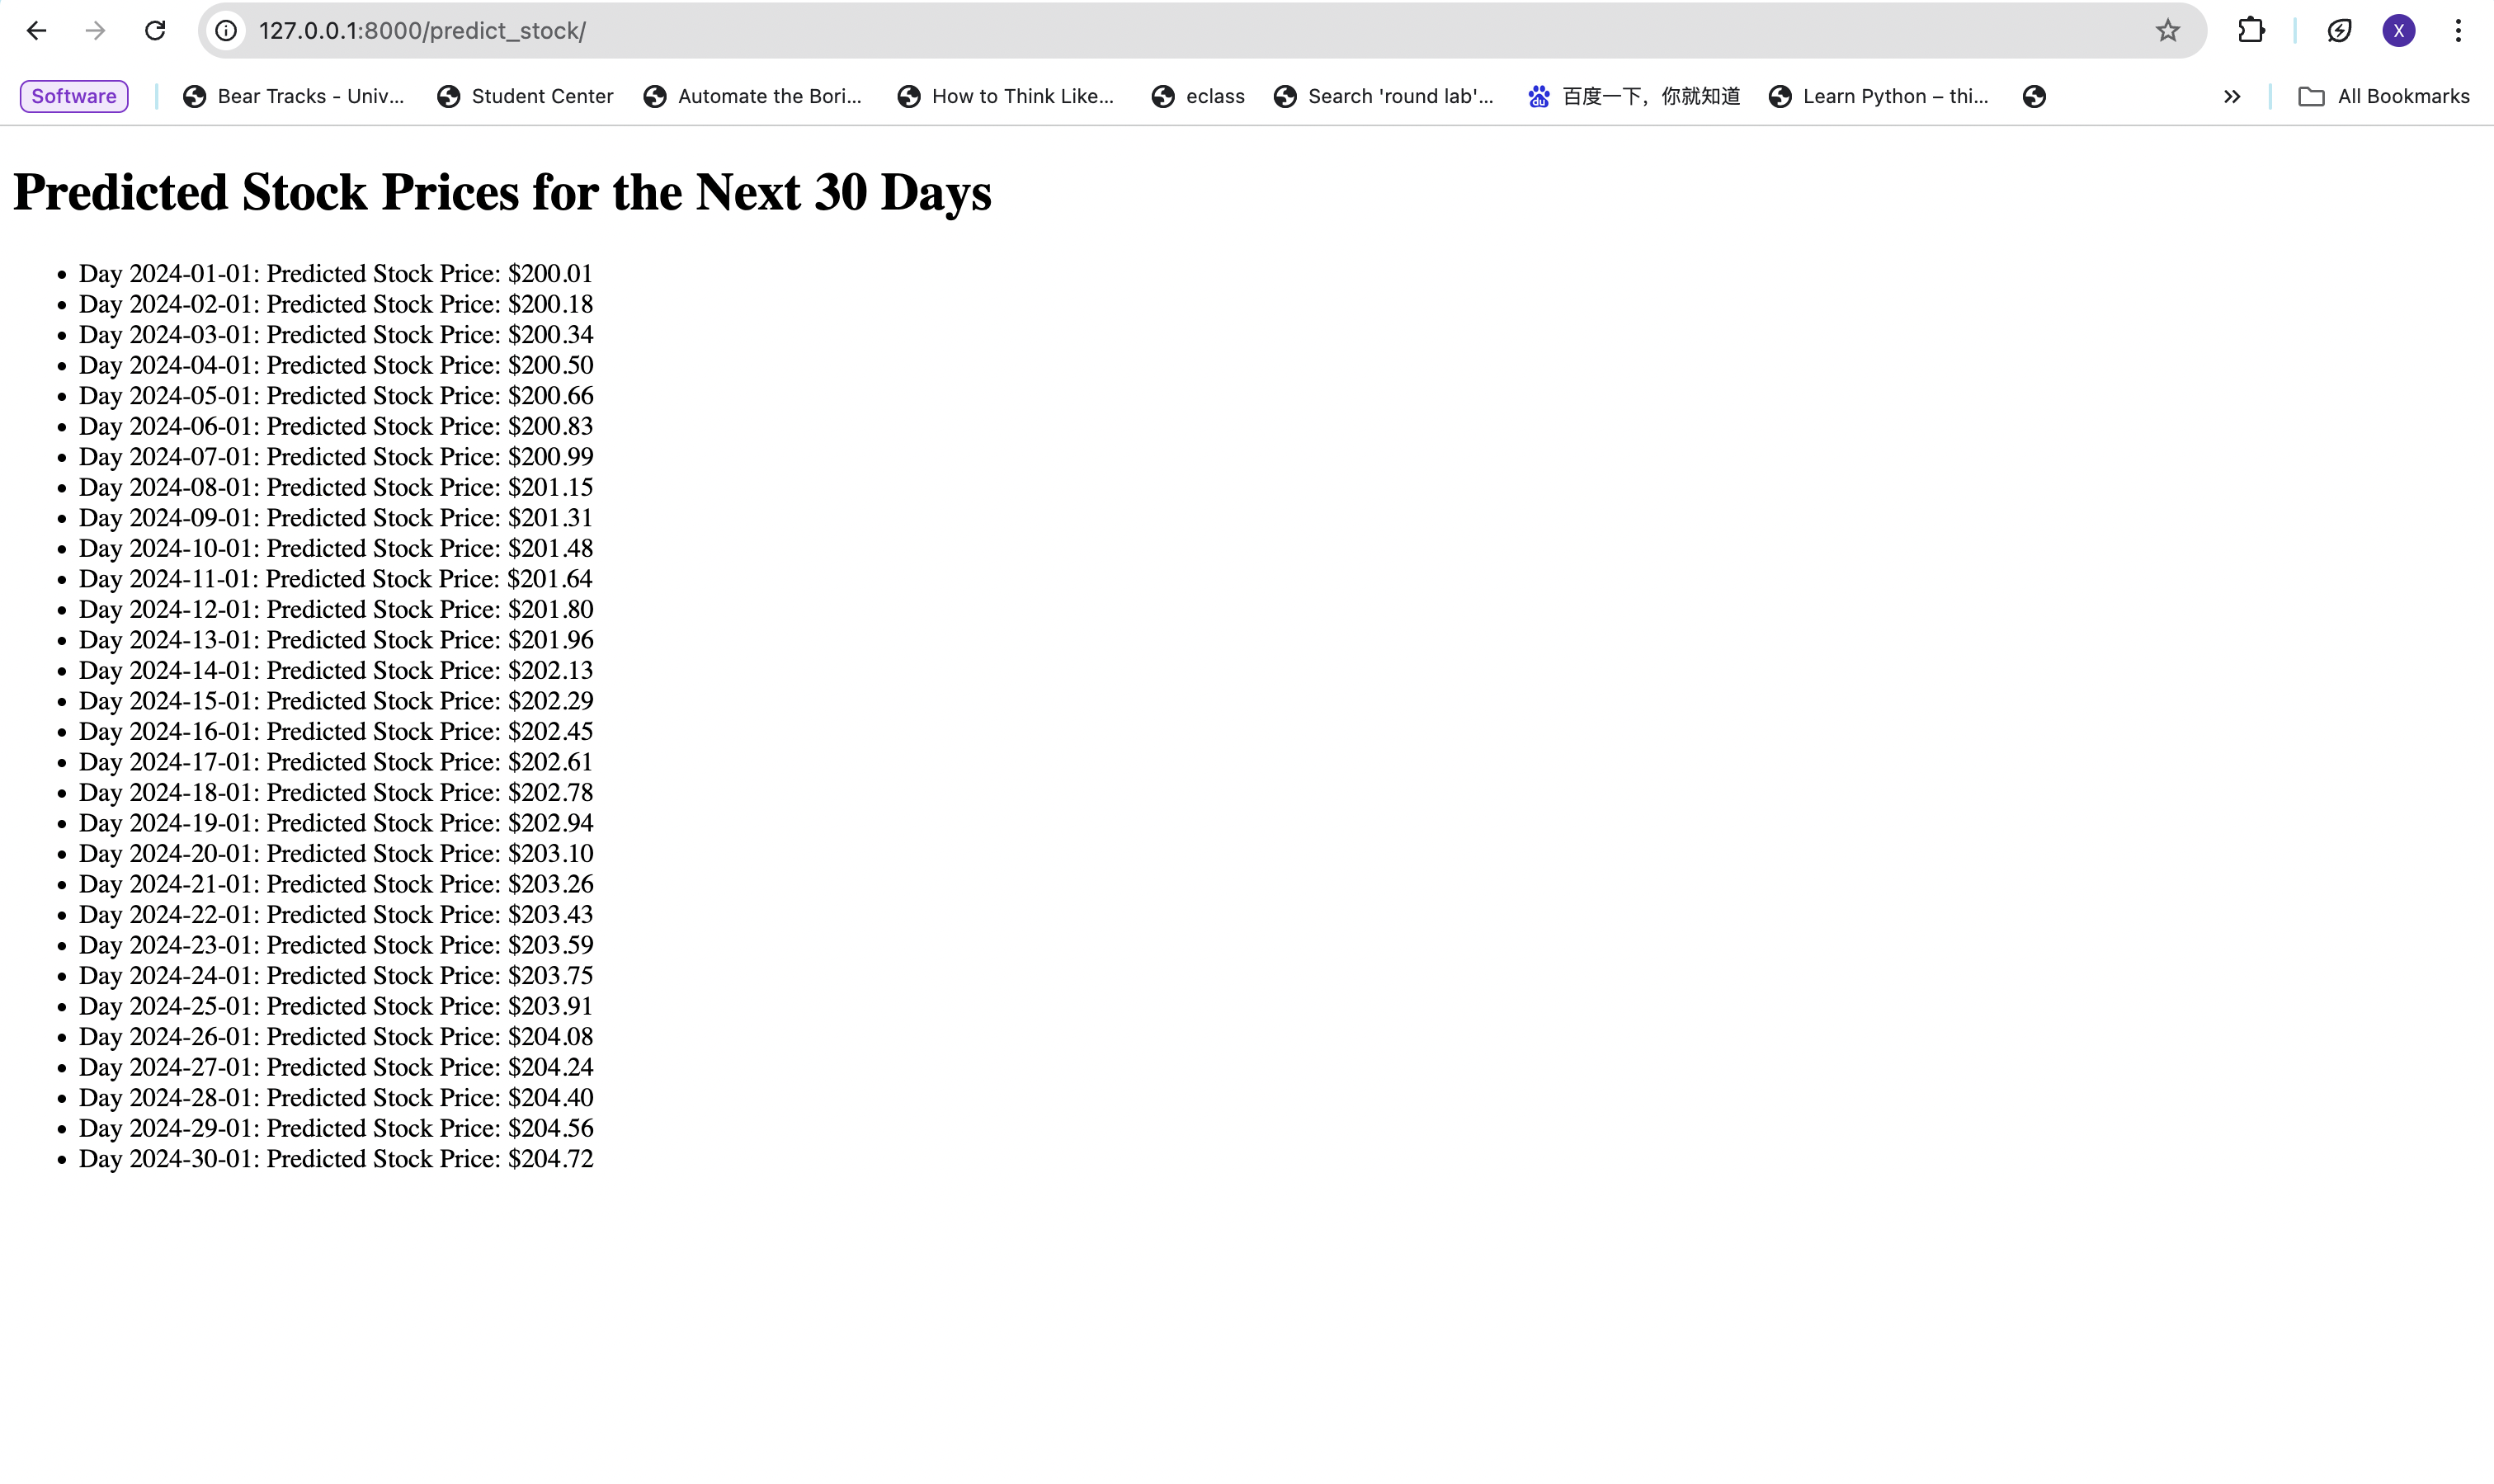 127.0.0.1:8000/predict_stock/
X
Software Bear Tracks - Univ... Student Center Automate the Bori... How to Think Like... eclass Search 'round lab'... 百度一下，你就知道 Learn Python – thi... All Bookmarks
Predicted Stock Prices for the Next 30 Days
Day 2024-01-01: Predicted Stock Price: $200.01
Day 2024-02-01: Predicted Stock Price: $200.18
Day 2024-03-01: Predicted Stock Price: $200.34
Day 2024-04-01: Predicted Stock Price: $200.50
Day 2024-05-01: Predicted Stock Price: $200.66
Day 2024-06-01: Predicted Stock Price: $200.83
Day 2024-07-01: Predicted Stock Price: $200.99
Day 2024-08-01: Predicted Stock Price: $201.15
Day 2024-09-01: Predicted Stock Price: $201.31
Day 2024-10-01: Predicted Stock Price: $201.48
Day 2024-11-01: Predicted Stock Price: $201.64
Day 2024-12-01: Predicted Stock Price: $201.80
Day 2024-13-01: Predicted Stock Price: $201.96
Day 2024-14-01: Predicted Stock Price: $202.13
Day 2024-15-01: Predicted Stock Price: $202.29
Day 2024-16-01: Predicted Stock Price: $202.45
Day 2024-17-01: Predicted Stock Price: $202.61
Day 2024-18-01: Predicted Stock Price: $202.78
Day 2024-19-01: Predicted Stock Price: $202.94
Day 2024-20-01: Predicted Stock Price: $203.10
Day 2024-21-01: Predicted Stock Price: $203.26
Day 2024-22-01: Predicted Stock Price: $203.43
Day 2024-23-01: Predicted Stock Price: $203.59
Day 2024-24-01: Predicted Stock Price: $203.75
Day 2024-25-01: Predicted Stock Price: $203.91
Day 2024-26-01: Predicted Stock Price: $204.08
Day 2024-27-01: Predicted Stock Price: $204.24
Day 2024-28-01: Predicted Stock Price: $204.40
Day 2024-29-01: Predicted Stock Price: $204.56
Day 2024-30-01: Predicted Stock Price: $204.72